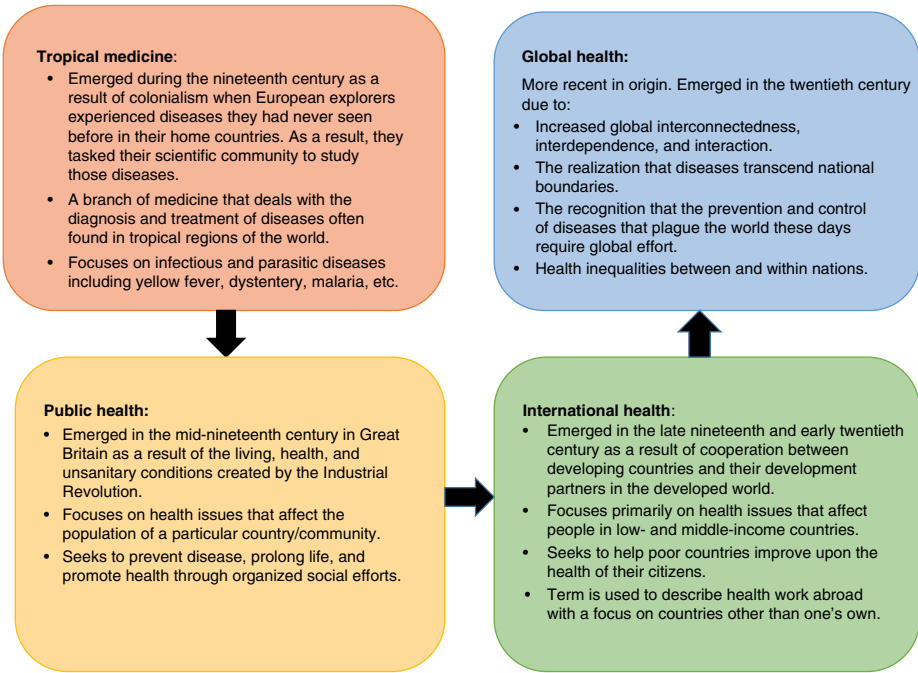 Tropical medicine:
• Emerged during the nineteenth century as a
result of colonialism when European explorers
experienced diseases they had never seen
before in their home countries. As a result, they
tasked their scientific community to study
those diseases.
• A branch of medicine that deals with the
diagnosis and treatment of diseases often
found in tropical regions of the world.
• Focuses on infectious and parasitic diseases
including yellow fever, dystentery, malaria, etc.
Public health:
• Emerged in the mid-nineteenth century in Great
Britain as a result of the living, health, and
unsanitary conditions created by the Industrial
Revolution.
• Focuses on health issues that affect the
population of a particular country/community.
• Seeks to prevent disease, prolong life, and
promote health through organized social efforts.
International health:
• Emerged in the late nineteenth and early twentieth
century as a result of cooperation between
developing countries and their development
partners in the developed world.
• Focuses primarily on health issues that affect
people in low- and middle-income countries.
• Seeks to help poor countries improve upon the
health of their citizens.
• Term is used to describe health work abroad
with a focus on countries other than one's own.
Global health:
More recent in origin. Emerged in the twentieth century
due to:
• Increased global interconnectedness,
interdependence, and interaction.
• The realization that diseases transcend national
boundaries.
• The recognition that the prevention and control
of diseases that plague the world these days
require global effort.
• Health inequalities between and within nations.